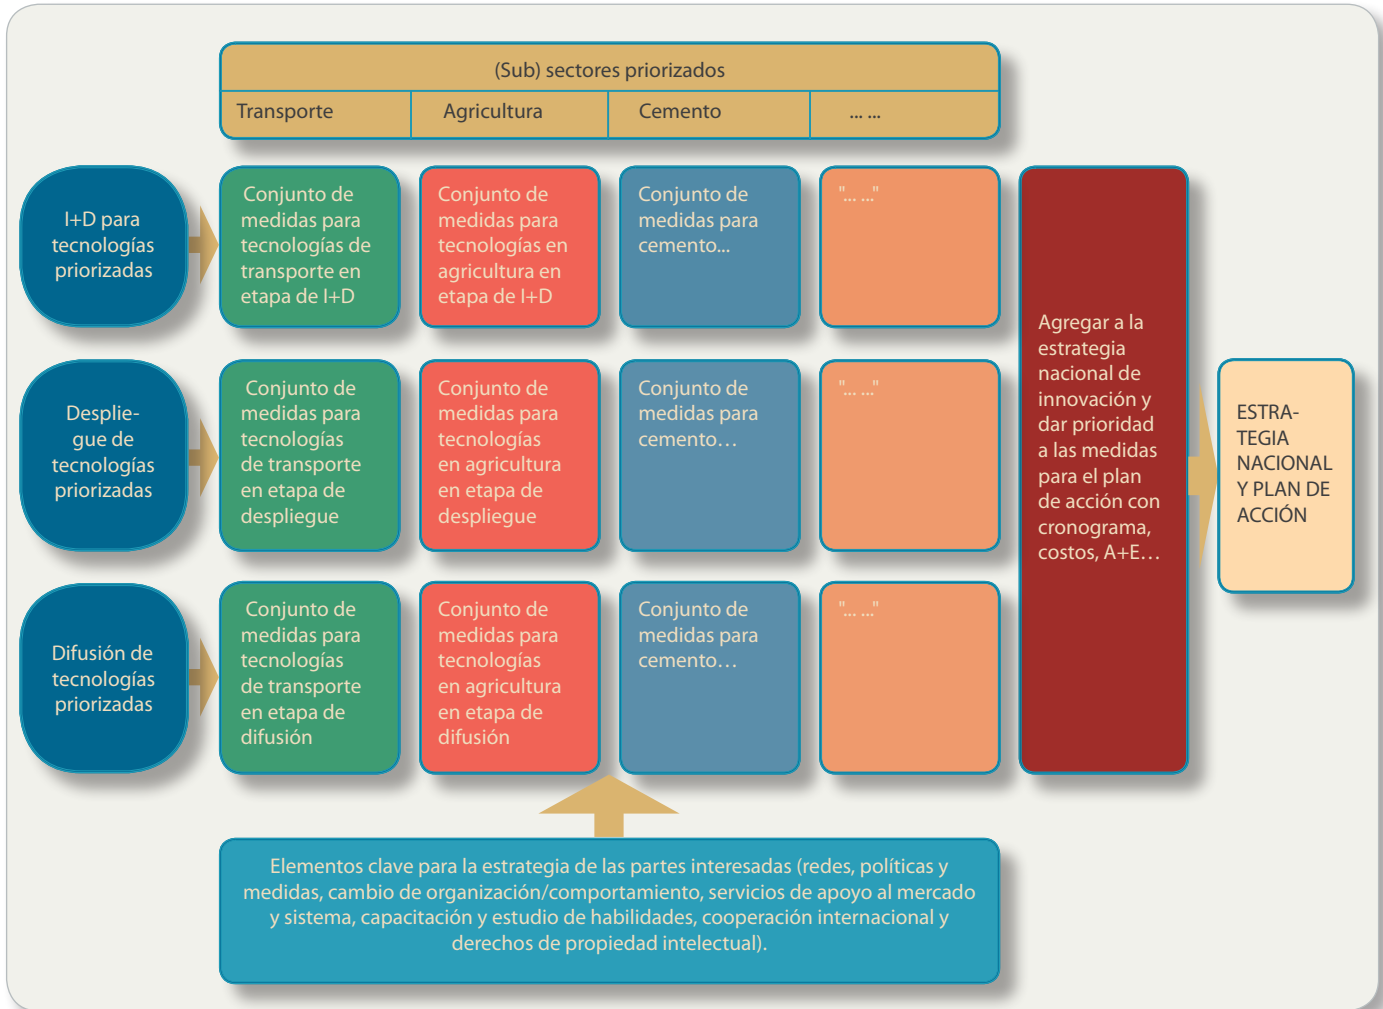 (Sub) sectores priorizados
Transporte
Agricultura
Cemento
... ...
I+D para
tecnologías
priorizadas
Conjunto de
medidas para
tecnologías de
transporte en
etapa de I+D
Conjunto de
medidas para
tecnologías en
agricultura en
etapa de I+D
Conjunto de
medidas para
cemento...
"... ..."
Desplie-
gue de
tecnologías
priorizadas
Conjunto de
medidas para
tecnologías
de transporte
en etapa de
despliegue
Conjunto de
medidas para
tecnologías
en agricultura
en etapa de
despliegue
Conjunto de
medidas para
cemento…
"... ..."
Difusión de
tecnologías
priorizadas
Conjunto de
medidas para
tecnologías
de transporte
en etapa de
difusión
Conjunto de
medidas para
tecnologías
en agricultura
en etapa de
difusión
Conjunto de
medidas para
cemento…
"... ..."
Agregar a la
estrategia
nacional de
innovación y
dar prioridad
a las medidas
para el plan
de acción con
cronograma,
costos, A+E…
ESTRA-
TEGIA
NACIONAL
Y PLAN DE
ACCIÓN
Elementos clave para la estrategia de las partes interesadas (redes, políticas y
medidas, cambio de organización/comportamiento, servicios de apoyo al mercado
y sistema, capacitación y estudio de habilidades, cooperación internacional y
derechos de propiedad intelectual).